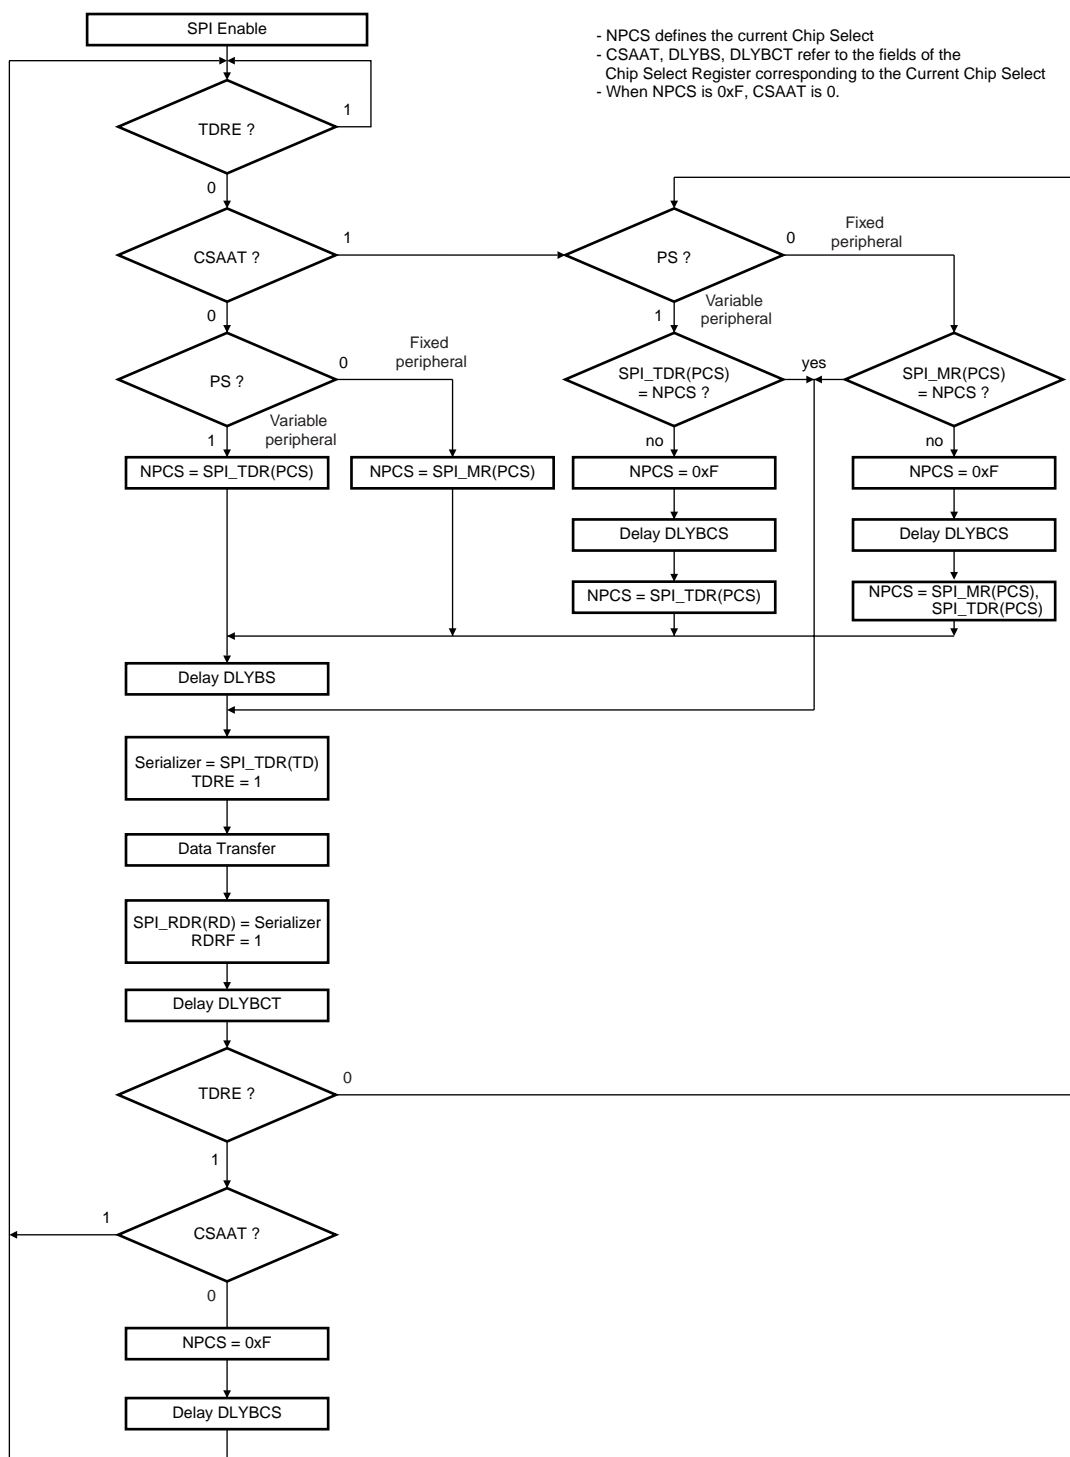 SPI Enable
- NPCS defines the current Chip Select
- CSAAT, DLYBS, DLYBCT refer to the fields of the
Chip Select Register corresponding to the Current Chip Select
- When NPCS is 0xF, CSAAT is 0.
TDRE ?
1
0
CSAAT ?
1
PS ?
0
Fixed
peripheral
0
1
Variable
peripheral
PS ?
0
Fixed
peripheral
SPI_TDR(PCS)
= NPCS ?
yes
SPI_MR(PCS)
= NPCS ?
1
Variable
peripheral
no
no
NPCS = SPI_TDR(PCS)
NPCS = SPI_MR(PCS)
NPCS = 0xF
NPCS = 0xF
Delay DLYBCS
Delay DLYBCS
NPCS = SPI_TDR(PCS)
NPCS = SPI_MR(PCS),
SPI_TDR(PCS)
Delay DLYBS
Serializer = SPI_TDR(TD)
TDRE = 1
Data Transfer
SPI_RDR(RD) = Serializer
RDRF = 1
Delay DLYBCT
TDRE ?
0
1
CSAAT ?
1
0
NPCS = 0xF
Delay DLYBCS